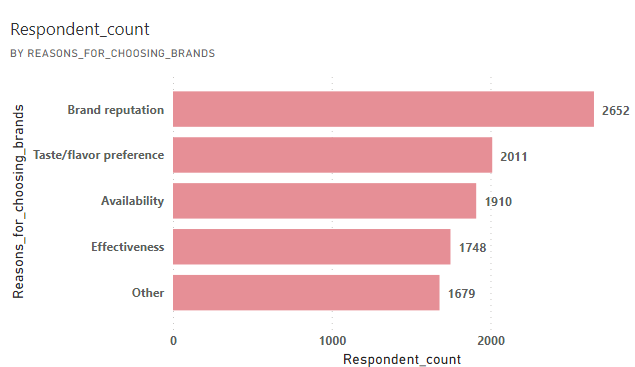 Respondent_count
BY REASONS_FOR_CHOOSING_BRANDS
Reasons_for_choosing_brands
Brand reputation 2652
Taste/flavor preference 2011
Availability 1910
Effectiveness 1748
Other 1679
0 1000 2000
Respondent_count